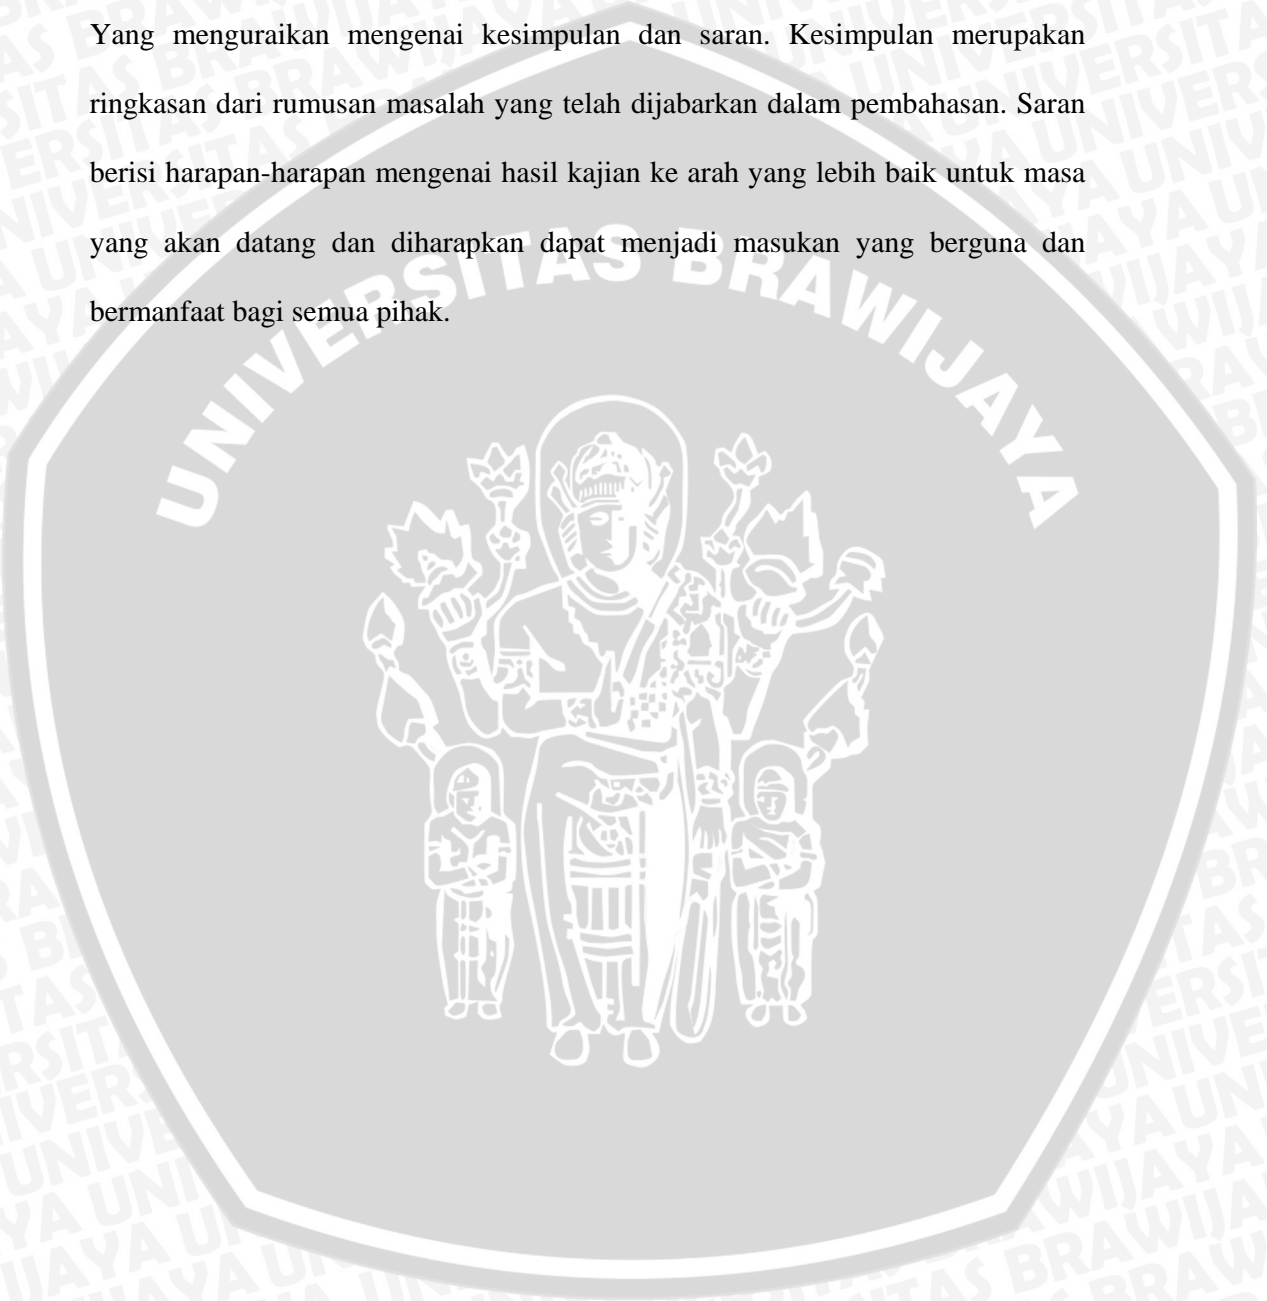 Yang menguraikan mengenai kesimpulan dan saran. Kesimpulan merupakan
ringkasan dari rumusan masalah yang telah dijabarkan dalam pembahasan. Saran
berisi harapan-harapan mengenai hasil kajian ke arah yang lebih baik untuk masa
yang akan datang dan diharapkan dapat menjadi masukan yang berguna dan
bermanfaat bagi semua pihak.
UNIVERSITAS BRAWIJAYA